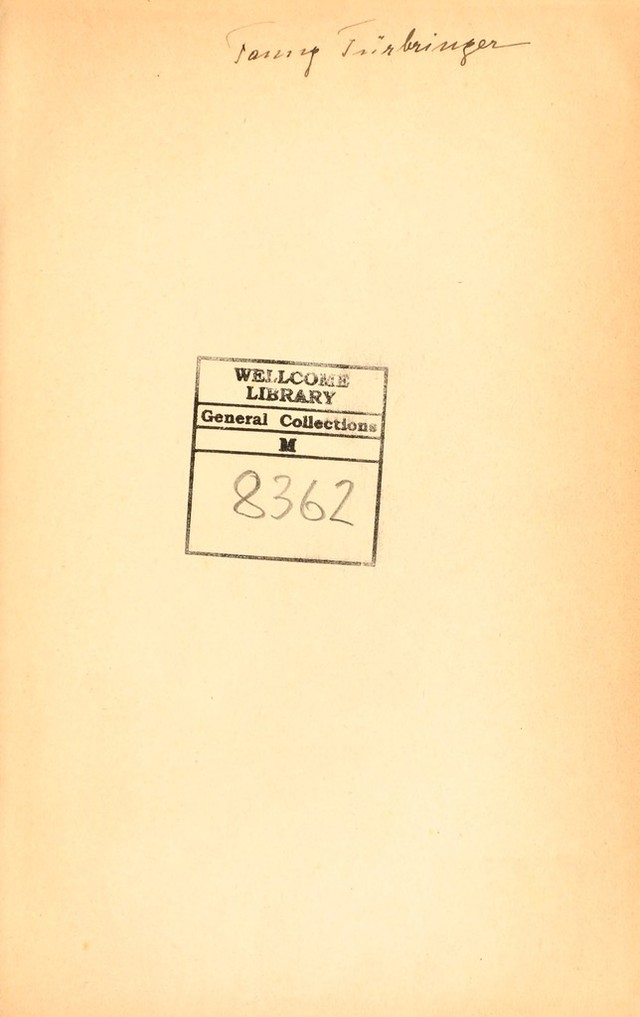 Fanny Fürbringer
WELLCOME
LIBRARY
General Collections
M
8362